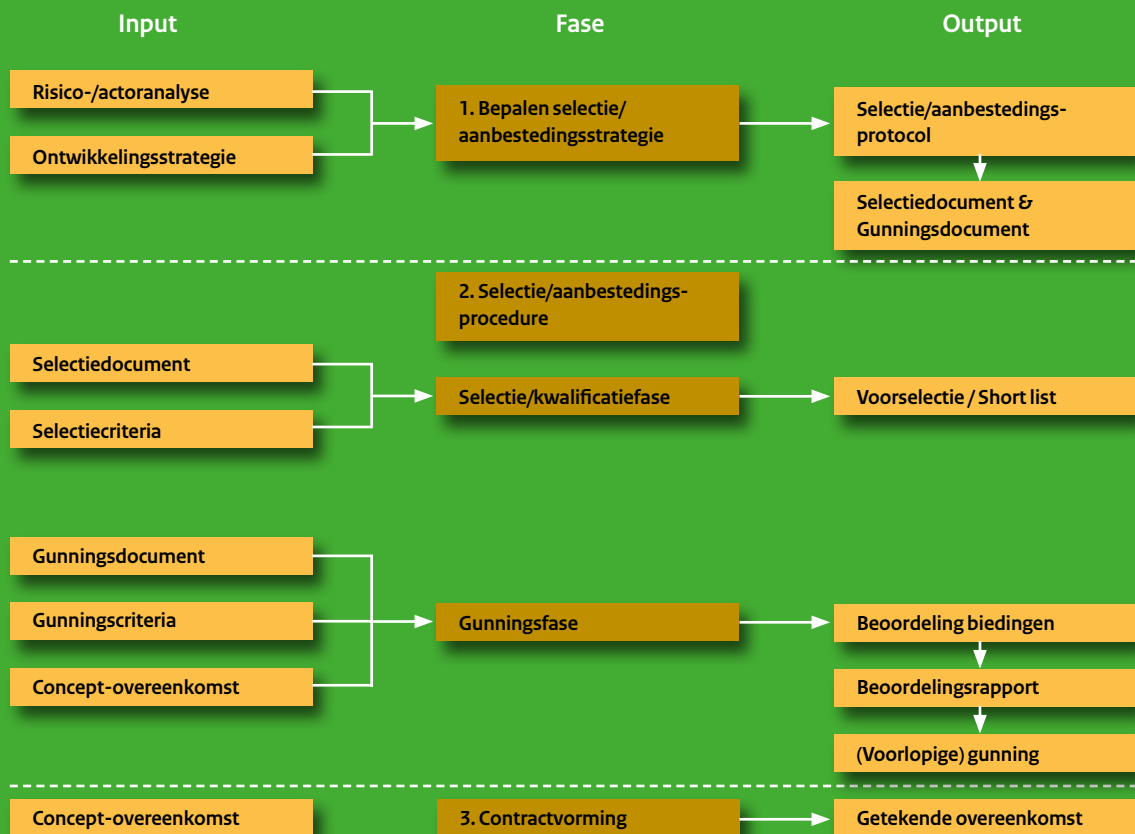 Input
Fase
Output
Risico-/actoranalyse
Ontwikkelingsstrategie
1. Bepalen selectie/
aanbestedingsstrategie
Selectie/aanbestedings-
protocol
Selectiedocument &
Gunningsdocument
2. Selectie/aanbestedings-
procedure
Selectiedocument
Selectiecriteria
Selectie/kwalificatiefase
Voorselectie / Short list
Gunningsdocument
Gunningscriteria
Concept-overeenkomst
Gunningsfase
Beoordeling biedingen
Beoordelingsrapport
(Voorlopige) gunning
Concept-overeenkomst
3. Contractvorming
Getekende overeenkomst